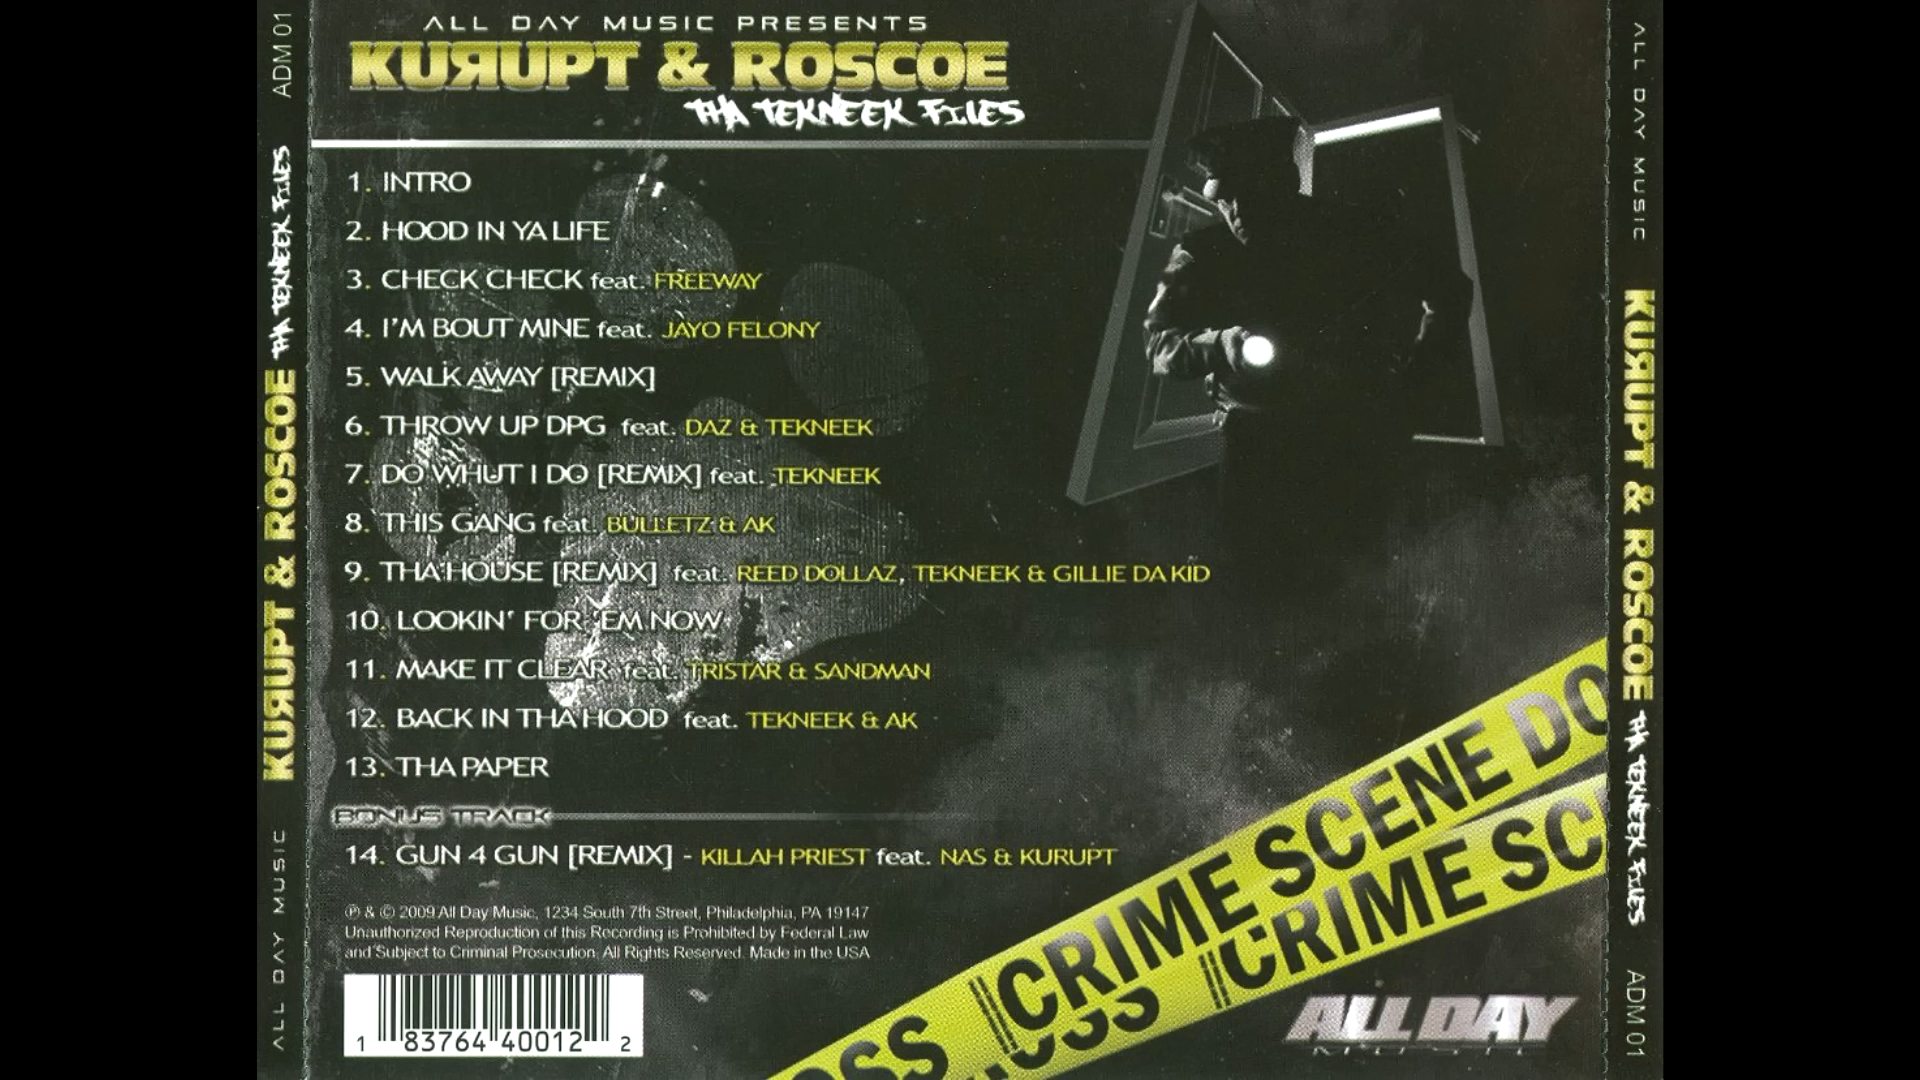 ALL DAY MUSIC PRESENTS
KURUPT & ROSCOE
THA TEKNEEK FILES
1. INTRO
2. HOOD IN YA LIFE
3. CHECK CHECK feat. FREEWAY
4. I'M BOUT MINE feat. JAYO FELONY
5. WALK AWAY [REMIX]
6. THROW UP DPG feat. DAZ & TEKNEEK
7. DO WHUT I DO [REMIX] feat. TEKNEEK
8. THIS GANG feat. BULLETZ & AK
9. THA HOUSE [REMIX] feat. REED DOLLAZ, TEKNEEK & GILLIE DA KID
10. LOOKIN' FOR 'EM NOW
11. MAKE IT CLEAR feat. TRISTAR & SANDMAN
12. BACK IN THA HOOD feat. TEKNEEK & AK
13. THA PAPER
BONUS TRACK
14. GUN 4 GUN [REMIX] - KILLAH PRIEST feat. NAS & KURUPT
℗ & © 2009 All Day Music, 1234 South 7th Street, Philadelphia, PA 19147
Unauthorized Reproduction of this Recording is Prohibited by Federal Law
and Subject to Criminal Prosecution. All Rights Reserved. Made in the USA
1 83764 40012 2
CRIME SCENE DO
OSS CRIME SC
OSS
ALL DAY
MUSIC
ALL DAY MUSIC KURUPT & ROSCOE THA TEKNEEK FILES ADM 01
ALL DAY MUSIC KURUPT & ROSCOE THA TEKNEEK FILES ADM 01